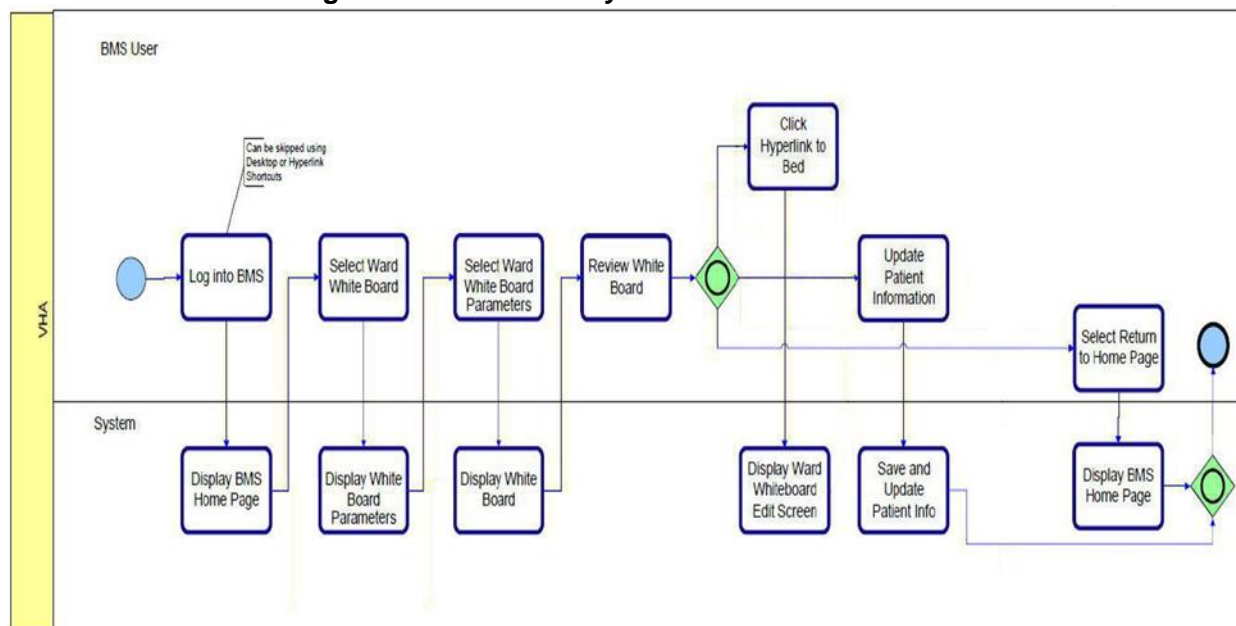 BMS User
Can be skipped using
Desktop or Hyperlink
Shortcuts
Click
Hyperlink to
Bed
Log into BMS
Select Ward
White Board
Select Ward
White Board
Parameters
Review White
Board
Update
Patient
Information
Select Return
to Home Page
VHA
System
Display BMS
Home Page
Display White
Board
Parameters
Display White
Board
Display Ward
Whiteboard
Edit Screen
Save and
Update
Patient Info
Display BMS
Home Page